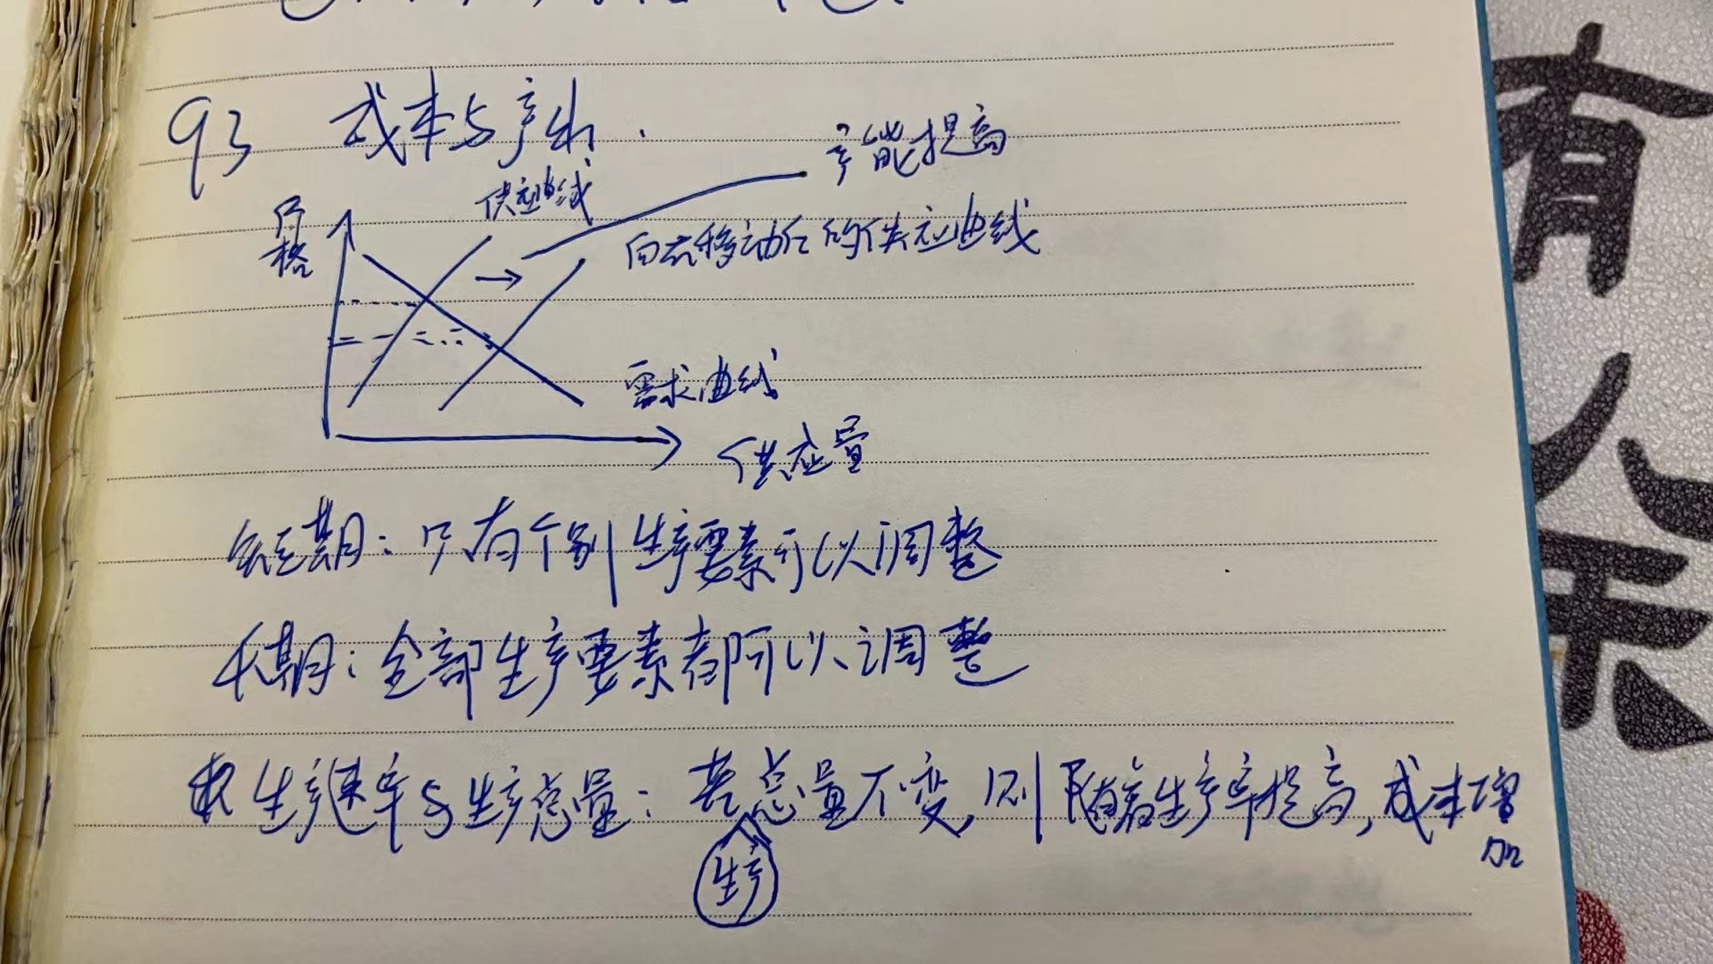 93 成本与产出.
产能提高
供应曲线
价格
向右移动后的供应曲线
需求曲线
供应量
短期：只有个别生产要素可以调整
长期：全部生产要素都可以调整
生产速率与生产总量：若总量不变，则随着生产率提高，成本增加
生产
有
余